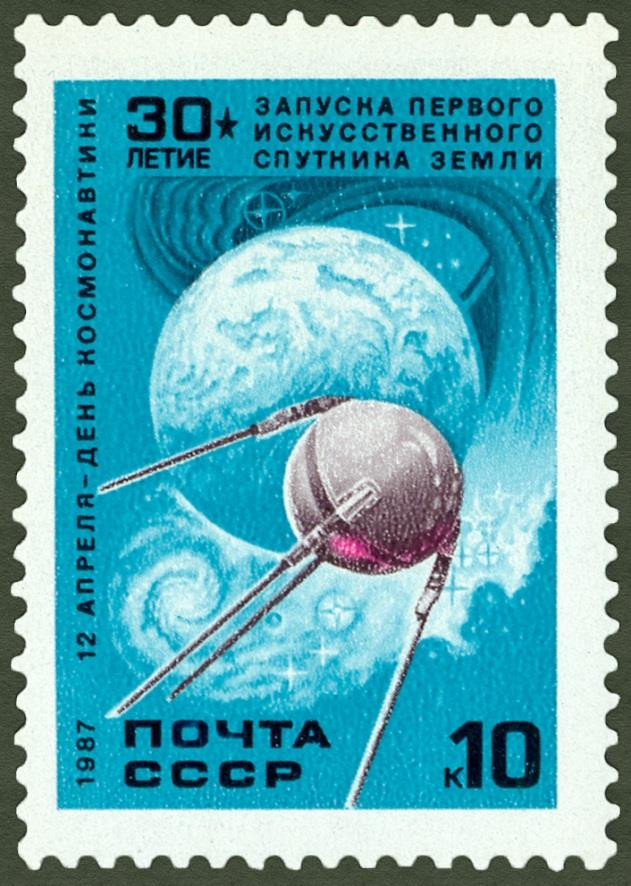 30★ ЛЕТИЕ
ЗАПУСКА ПЕРВОГО
ИСКУССТВЕННОГО
СПУТНИКА ЗЕМЛИ
12 АПРЕЛЯ–ДЕНЬ КОСМОНАВТИКИ
1987
ПОЧТА
СССР
к10